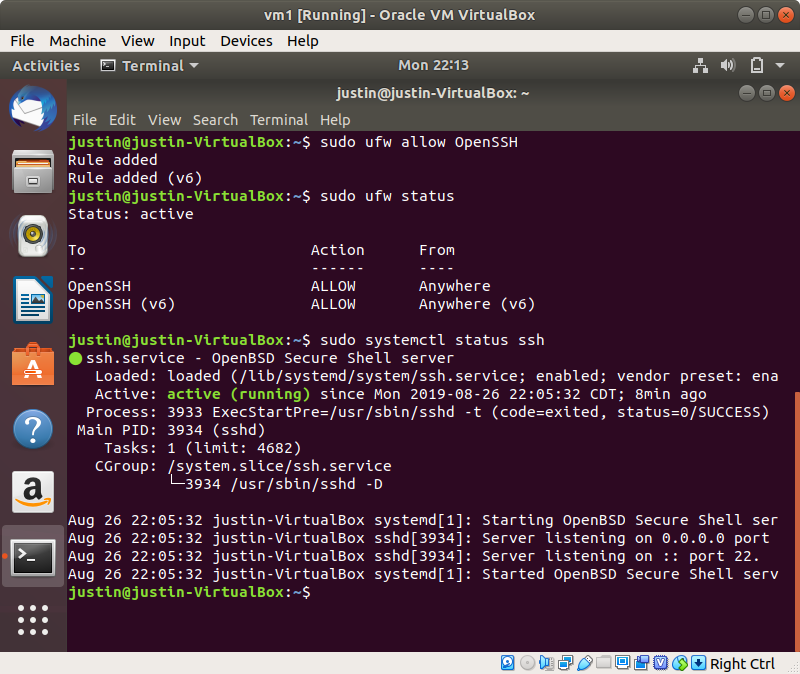 vm1 [Running] - Oracle VM VirtualBox
File Machine View Input Devices Help
Activities Terminal Mon 22:13
justin@justin-VirtualBox: ~
File Edit View Search Terminal Help
justin@justin-VirtualBox:~$ sudo ufw allow OpenSSH
Rule added
Rule added (v6)
justin@justin-VirtualBox:~$ sudo ufw status
Status: active
To Action From
-- ------ ----
OpenSSH ALLOW Anywhere
OpenSSH (v6) ALLOW Anywhere (v6)
justin@justin-VirtualBox:~$ sudo systemctl status ssh
● ssh.service - OpenBSD Secure Shell server
Loaded: loaded (/lib/systemd/system/ssh.service; enabled; vendor preset: ena
Active: active (running) since Mon 2019-08-26 22:05:32 CDT; 8min ago
Process: 3933 ExecStartPre=/usr/sbin/sshd -t (code=exited, status=0/SUCCESS)
Main PID: 3934 (sshd)
Tasks: 1 (limit: 4682)
CGroup: /system.slice/ssh.service
└─3934 /usr/sbin/sshd -D
Aug 26 22:05:32 justin-VirtualBox systemd[1]: Starting OpenBSD Secure Shell ser
Aug 26 22:05:32 justin-VirtualBox sshd[3934]: Server listening on 0.0.0.0 port
Aug 26 22:05:32 justin-VirtualBox sshd[3934]: Server listening on :: port 22.
Aug 26 22:05:32 justin-VirtualBox systemd[1]: Started OpenBSD Secure Shell serv
justin@justin-VirtualBox:~$
Right Ctrl